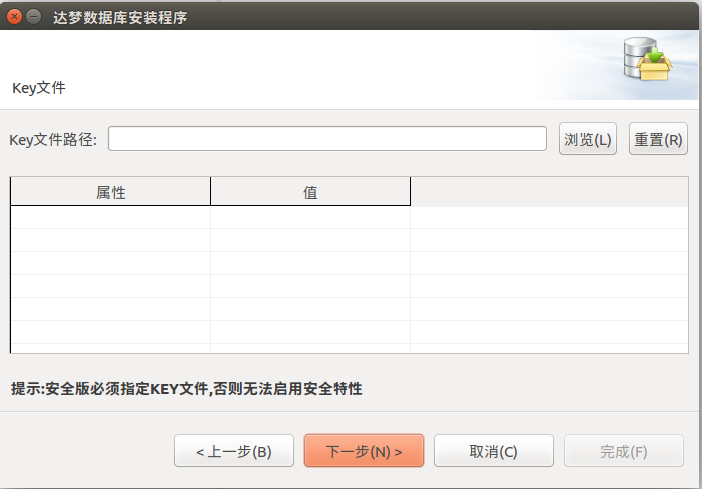 达梦数据库安装程序
Key文件
Key文件路径: 浏览(L) 重置(R)
属性 值
提示:安全版必须指定KEY文件,否则无法启用安全特性
< 上一步(B) 下一步(N) > 取消(C) 完成(F)